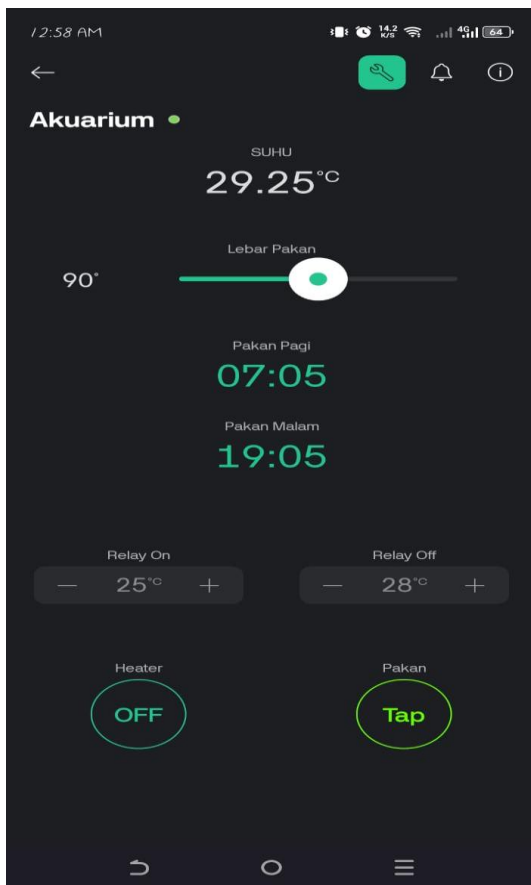 12:58 AM 14.2 K/S 4G 64
Akuarium
SUHU
29.25°C
Lebar Pakan
90°
Pakan Pagi
07:05
Pakan Malam
19:05
Relay On Relay Off
— 25°C + — 28°C +
Heater Pakan
OFF Tap